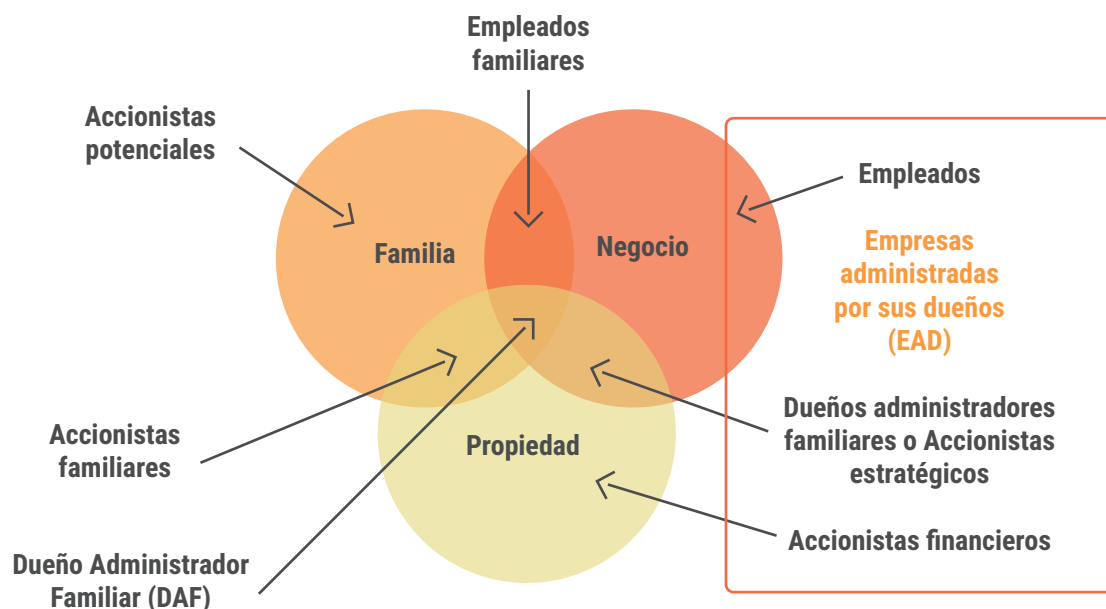 Empleados
familiares
Accionistas
potenciales
Empleados
Familia
Negocio
Empresas
administradas
por sus dueños
(EAD)
Dueños administradores
familiares o Accionistas
estratégicos
Accionistas
familiares
Propiedad
Accionistas financieros
Dueño Administrador
Familiar (DAF)